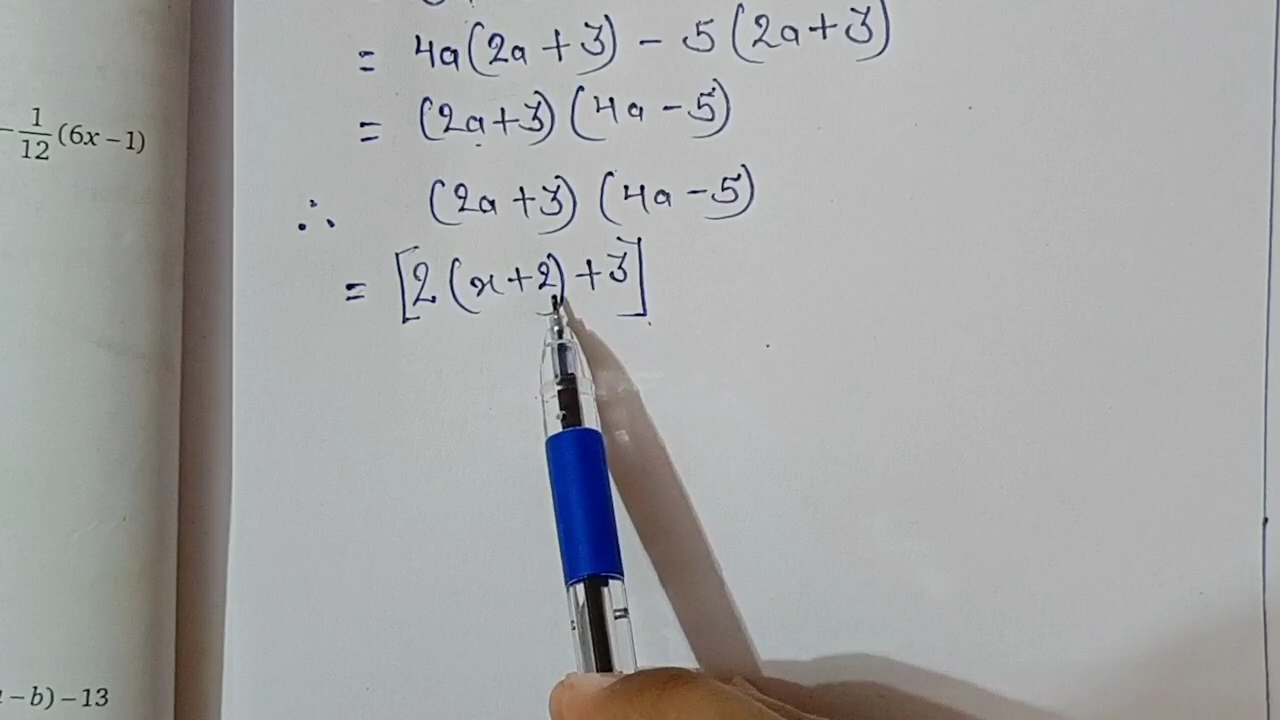 = 4a(2a+3) - 5(2a+3)
= (2a+3)(4a-5)
∴ (2a+3)(4a-5)
= [2(x+2)+3]
-1/12(6x-1)
-b)-13